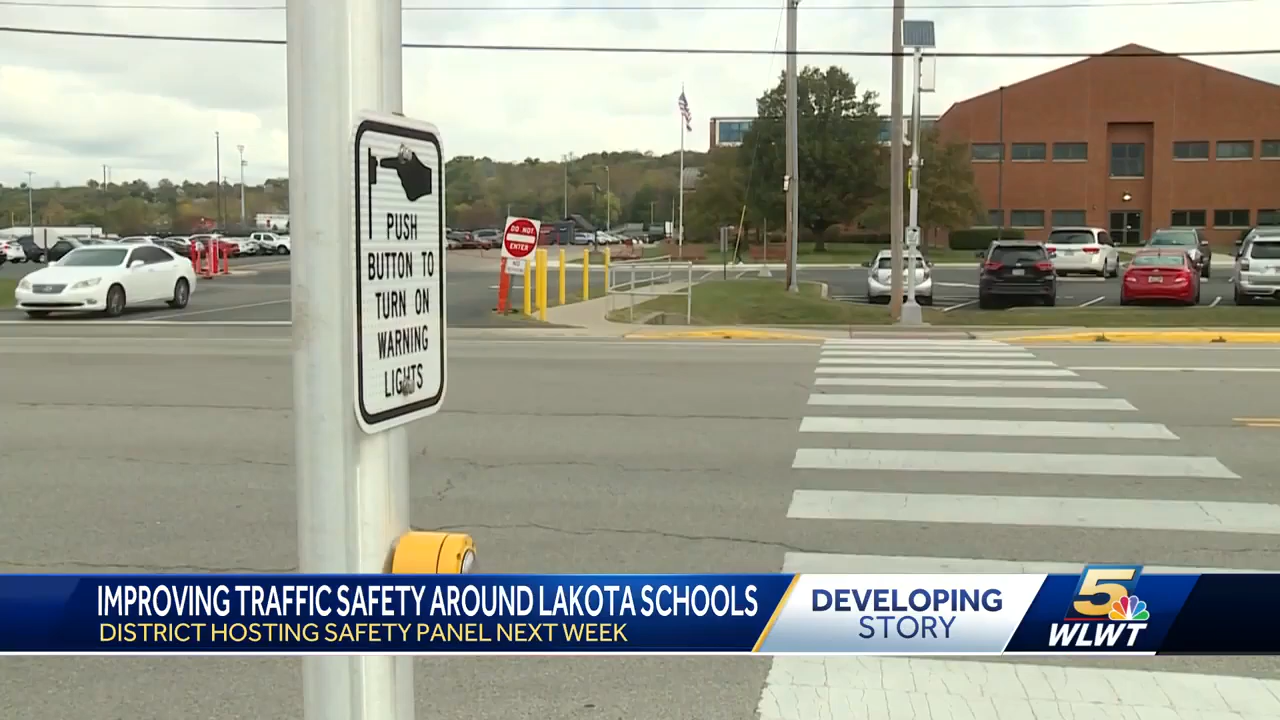 DO NOT
ENTER
PUSH
BUTTON TO
TURN ON
WARNING
LIGHTS
IMPROVING TRAFFIC SAFETY AROUND LAKOTA SCHOOLS
DISTRICT HOSTING SAFETY PANEL NEXT WEEK
DEVELOPING
STORY
5
WLWT